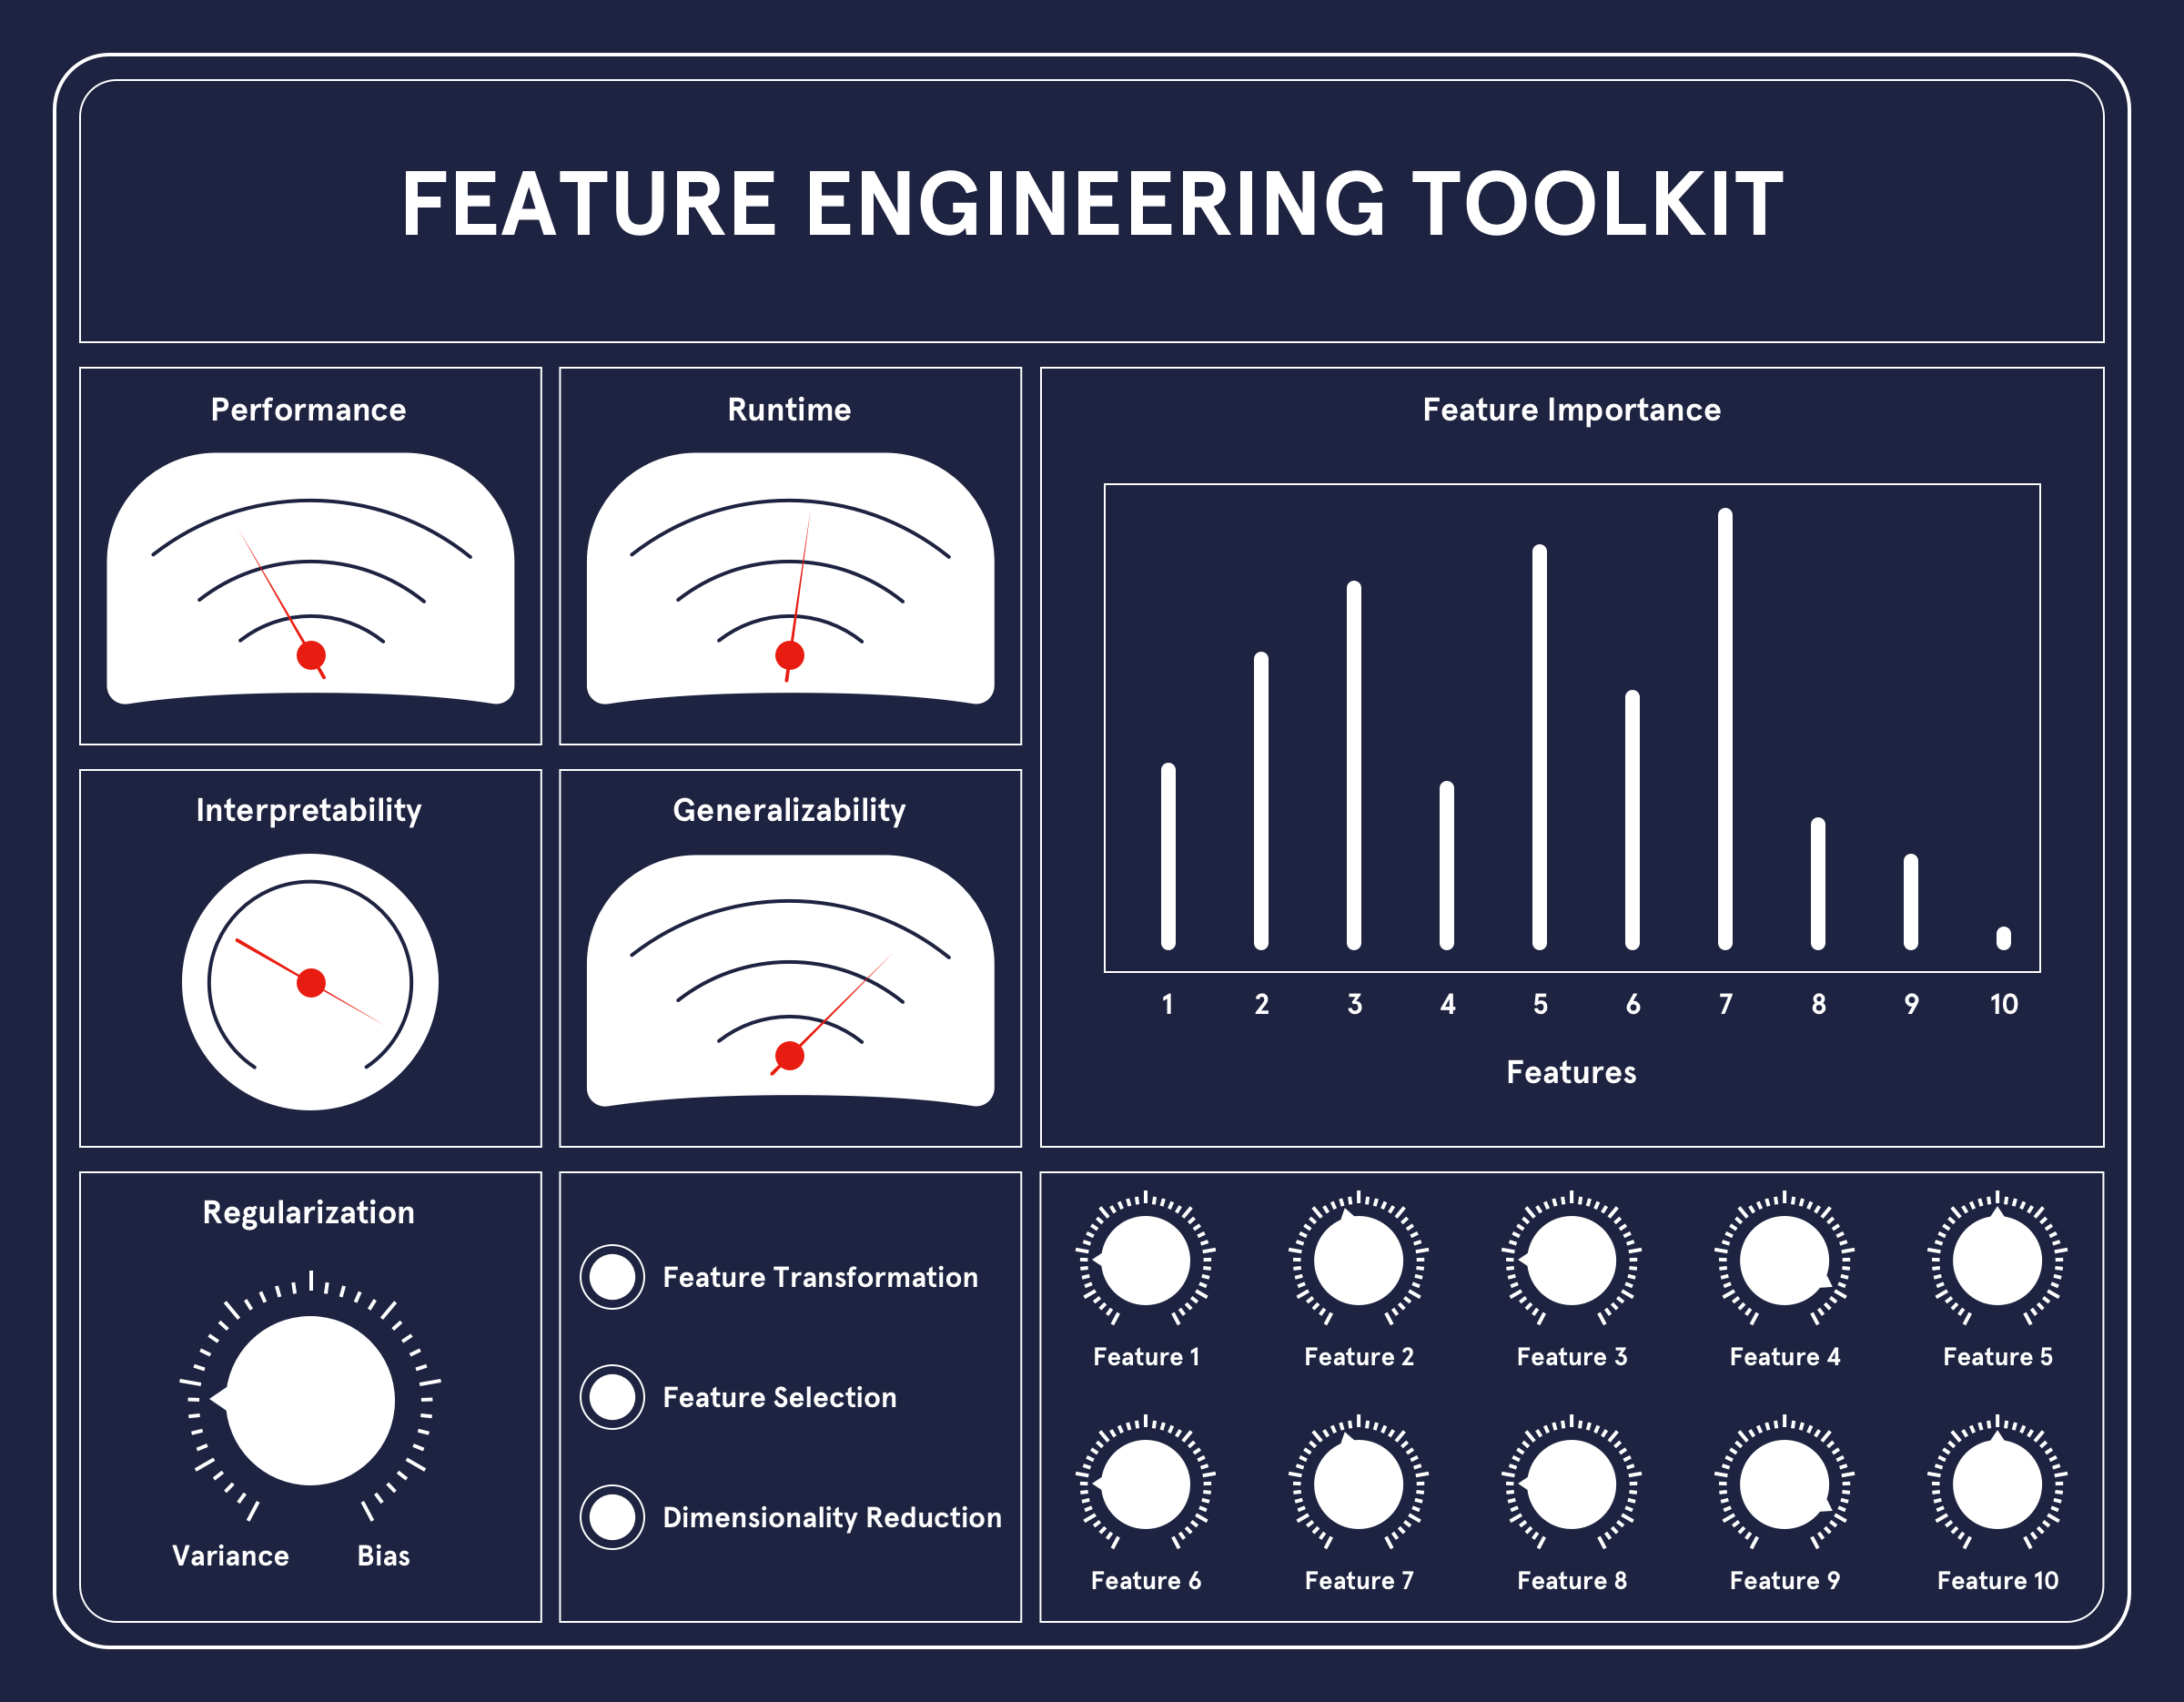 FEATURE ENGINEERING TOOLKIT
Performance
Runtime
Feature Importance
1 2 3 4 5 6 7 8 9 10
Features
Interpretability
Generalizability
Regularization
Variance Bias
Feature Transformation
Feature Selection
Dimensionality Reduction
Feature 1 Feature 2 Feature 3 Feature 4 Feature 5
Feature 6 Feature 7 Feature 8 Feature 9 Feature 10